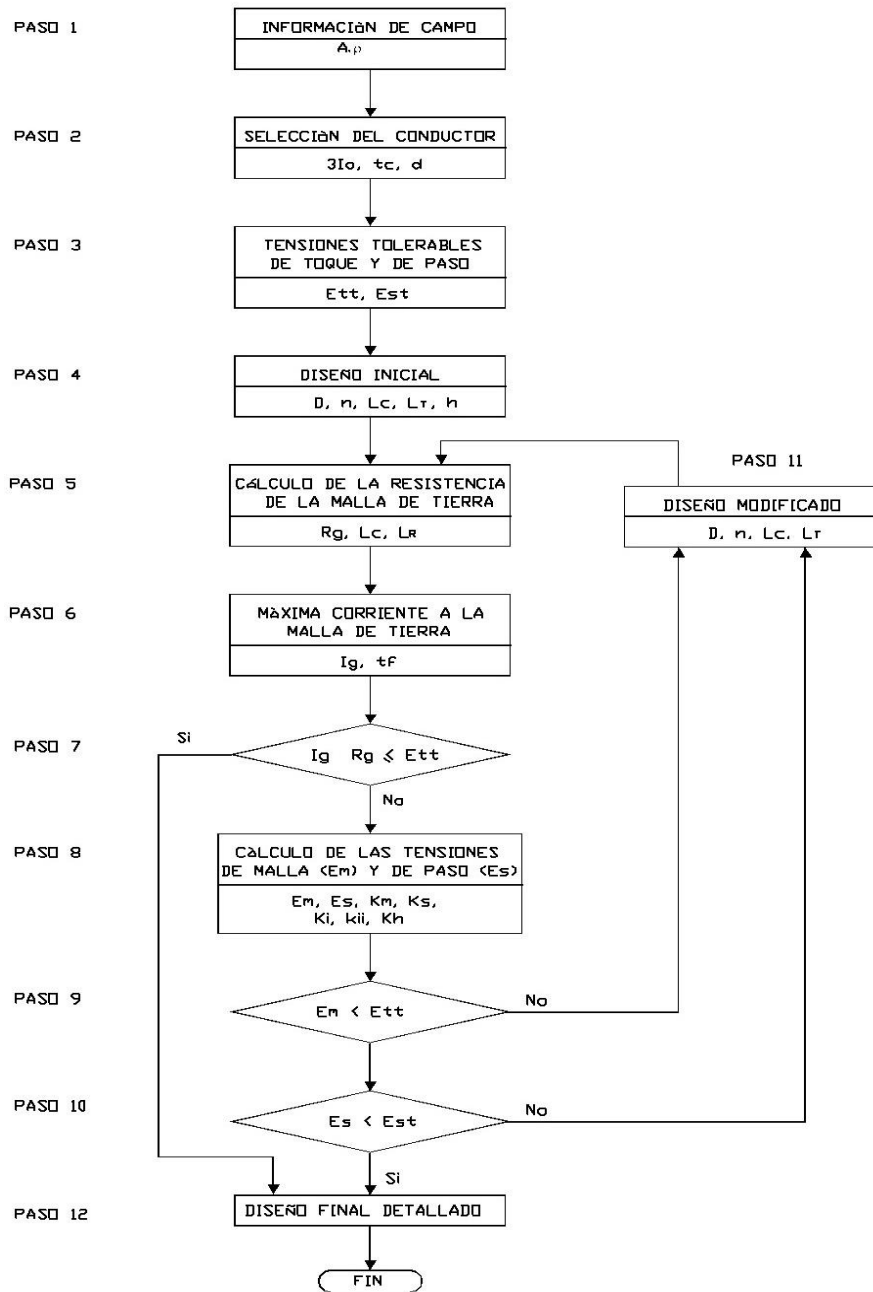 PASO 1
INFORMACIàN DE CAMPO
A,ρ
PASO 2
SELECCIàN DEL CONDUCTOR
3Io, tc, d
PASO 3
TENSIONES TOLERABLES
DE TOQUE Y DE PASO
Ett, Est
PASO 4
DISEÑO INICIAL
D, n, Lc, LT, h
PASO 5
CáLCULO DE LA RESISTENCIA
DE LA MALLA DE TIERRA
Rg, Lc, LR
PASO 11
DISEÑO MODIFICADO
D, n, Lc, LT
PASO 6
MàXIMA CORRIENTE A LA
MALLA DE TIERRA
Ig, tf
PASO 7
Si
Ig Rg ≤ Ett
No
PASO 8
CàLCULO DE LAS TENSIONES
DE MALLA (Em) Y DE PASO (Es)
Em, Es, Km, Ks,
Ki, kii, Kh
PASO 9
Em < Ett
No
PASO 10
Es < Est
No
Si
PASO 12
DISEÑO FINAL DETALLADO
FIN